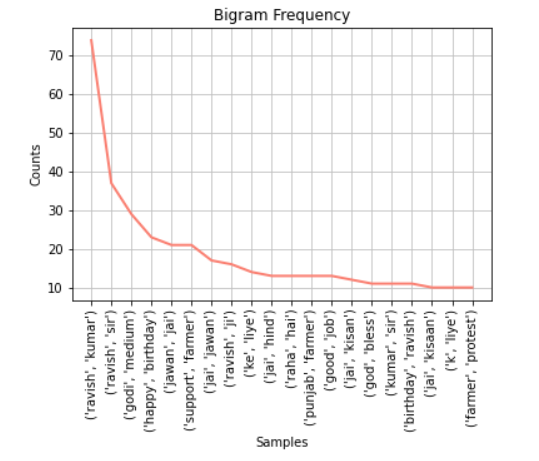 Bigram Frequency
70
60
50
40
30
20
10
Counts
('ravish', 'kumar')
('ravish', 'sir')
('godi', 'medium')
('happy', 'birthday')
('jawan', 'jai')
('support', 'farmer')
('jai', 'jawan')
('ravish', 'ji')
('ke', 'liye')
('jai', 'hind')
('raha', 'hai')
('punjab', 'farmer')
('good', 'job')
('jai', 'kisan')
('god', 'bless')
('kumar', 'sir')
('birthday', 'ravish')
('jai', 'kisaan')
('k', 'liye')
('farmer', 'protest')
Samples